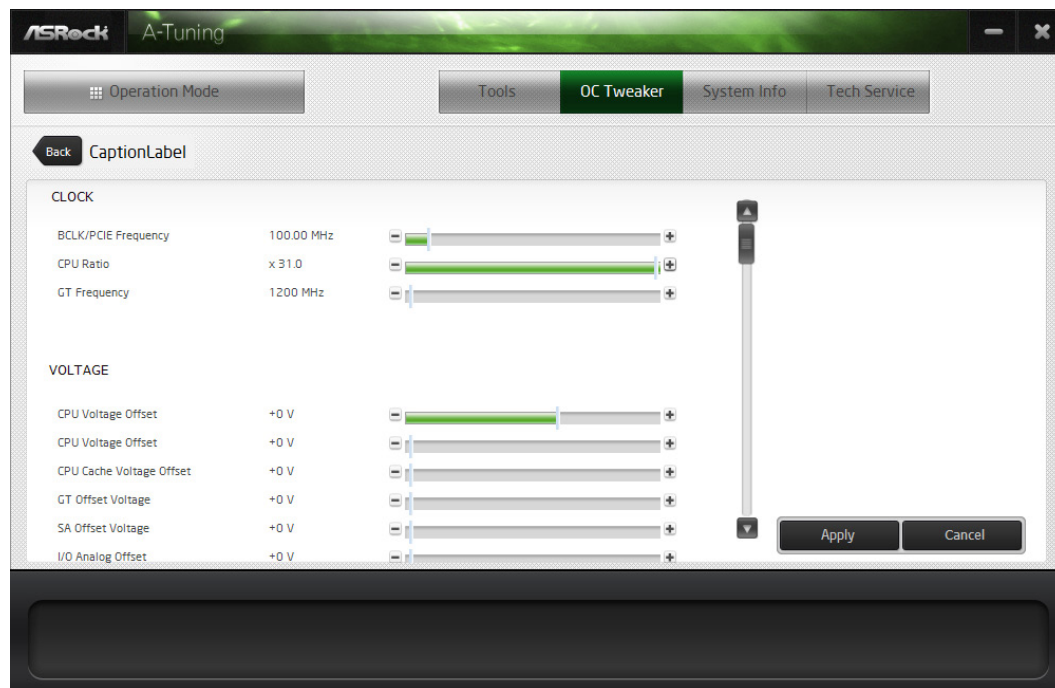 ASRock A-Tuning
Operation Mode Tools OC Tweaker System Info Tech Service
Back CaptionLabel
CLOCK
BCLK/PCIE Frequency 100.00 MHz
CPU Ratio x 31.0
GT Frequency 1200 MHz
VOLTAGE
CPU Voltage Offset +0 V
CPU Voltage Offset +0 V
CPU Cache Voltage Offset +0 V
GT Offset Voltage +0 V
SA Offset Voltage +0 V
I/O Analog Offset +0 V
Apply Cancel